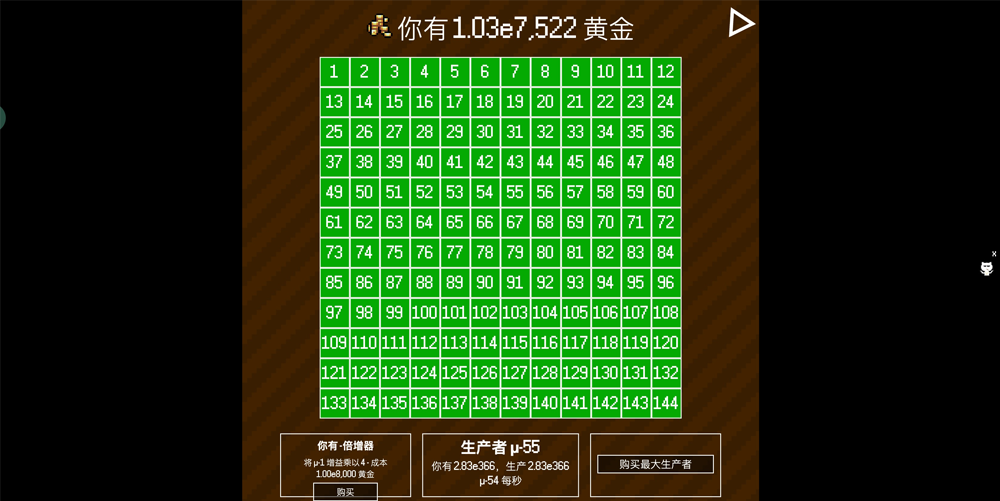 你有 1.03e7,522 黄金
1 2 3 4 5 6 7 8 9 10 11 12
13 14 15 16 17 18 19 20 21 22 23 24
25 26 27 28 29 30 31 32 33 34 35 36
37 38 39 40 41 42 43 44 45 46 47 48
49 50 51 52 53 54 55 56 57 58 59 60
61 62 63 64 65 66 67 68 69 70 71 72
73 74 75 76 77 78 79 80 81 82 83 84
85 86 87 88 89 90 91 92 93 94 95 96
97 98 99 100 101 102 103 104 105 106 107 108
109 110 111 112 113 114 115 116 117 118 119 120
121 122 123 124 125 126 127 128 129 130 131 132
133 134 135 136 137 138 139 140 141 142 143 144
你有 -倍增器
将 μ-1 增益乘以 4 - 成本
1.00e8,000 黄金
购买
生产者 μ-55
你有 2.83e366，生产 2.83e366
μ-54 每秒
购买最大生产者
x